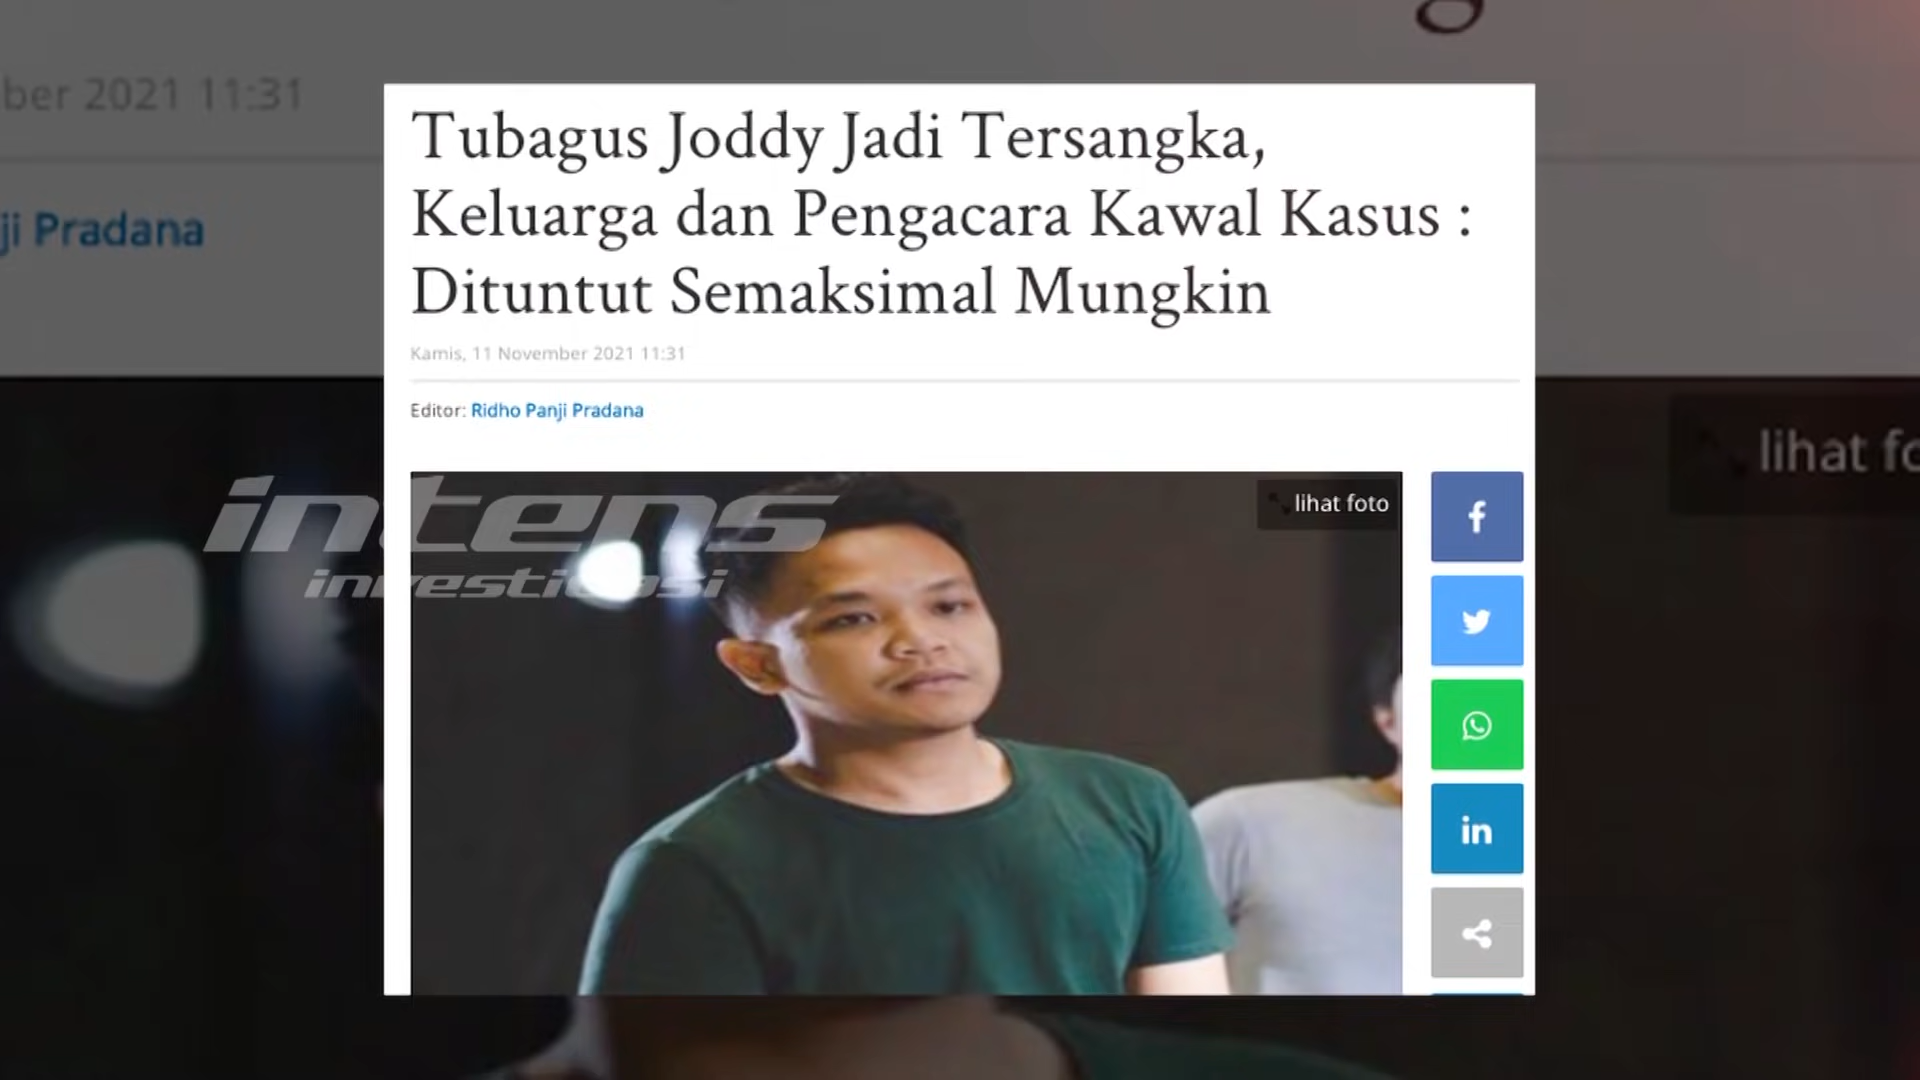 ber 2021 11:31
ji Pradana
Tubagus Joddy Jadi Tersangka,
Keluarga dan Pengacara Kawal Kasus :
Dituntut Semaksimal Mungkin
Kamis, 11 November 2021 11:31
Editor: Ridho Panji Pradana
lihat foto
lihat fo
intens
investigasi